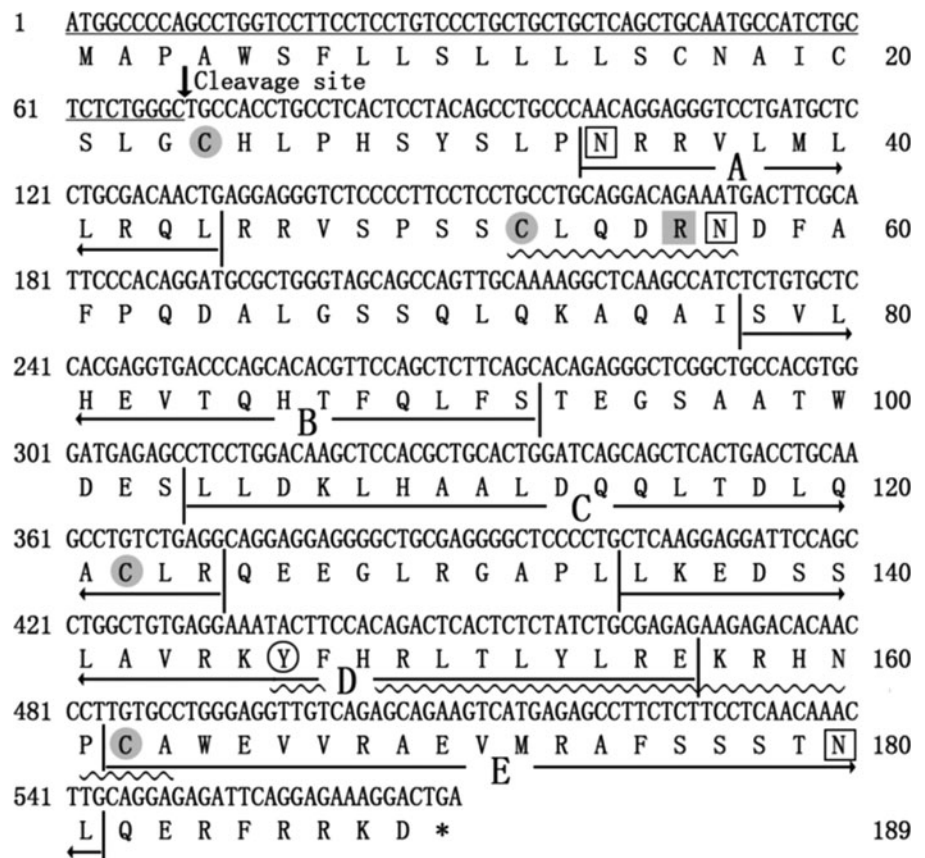 1 ATGGCCCCAGCCTGGTCCTTCCTCCTGTCCCTGCTGCTGCTCAGCTGCAATGCCATCTGC
M A P A W S F L L S L L L L S C N A I C 20
Cleavage site
61 TCTCTGGGCTGCCACCTGCCTCACTCCTACAGCCTGCCCAACAGGAGGGTCCTGATGCTC
S L G C H L P H S Y S L P N R R V L M L 40
A
121 CTGCGACAACTGAGGAGGGTCTCCCCTTCCTCCTGCCTGCAGGACAGAAATGACTTCGCA
L R Q L R R V S P S S C L Q D R N D F A 60
181 TTCCCACAGGATGCGCTGGGTAGCAGCCAGTTGCAAAAGGCTCAAGCCATCTCTGTGCTC
F P Q D A L G S S Q L Q K A Q A I S V L 80
241 CACGAGGTGACCCAGCACACGTTCCAGCTCTTCAGCACAGAGGGCTCGGCTGCCACGTGG
H E V T Q H T F Q L F S T E G S A A T W 100
B
301 GATGAGAGCCTCCTGGACAAGCTCCACGCTGCACTGGATCAGCAGCTCACTGACCTGCAA
D E S L L D K L H A A L D Q Q L T D L Q 120
C
361 GCCTGTCTGAGGCAGGAGGAGGGGCTGCGAGGGGCTCCCCTGCTCAAGGAGGATTCCAGC
A C L R Q E E G L R G A P L L K E D S S 140
421 CTGGCTGTGAGGAAATACTTCCACAGACTCACTCTCTATCTGCGAGAGAAGAGACACAAC
L A V R K Y F H R L T L Y L R E K R H N 160
D
481 CCTTGTGCCTGGGAGGTTGTCAGAGCAGAAGTCATGAGAGCCTTCTCTTCCTCAACAAAC
P C A W E V V R A E V M R A F S S S T N 180
E
541 TTGCAGGAGAGATTCAGGAGAAAGGACTGA
L Q E R F R R K D * 189